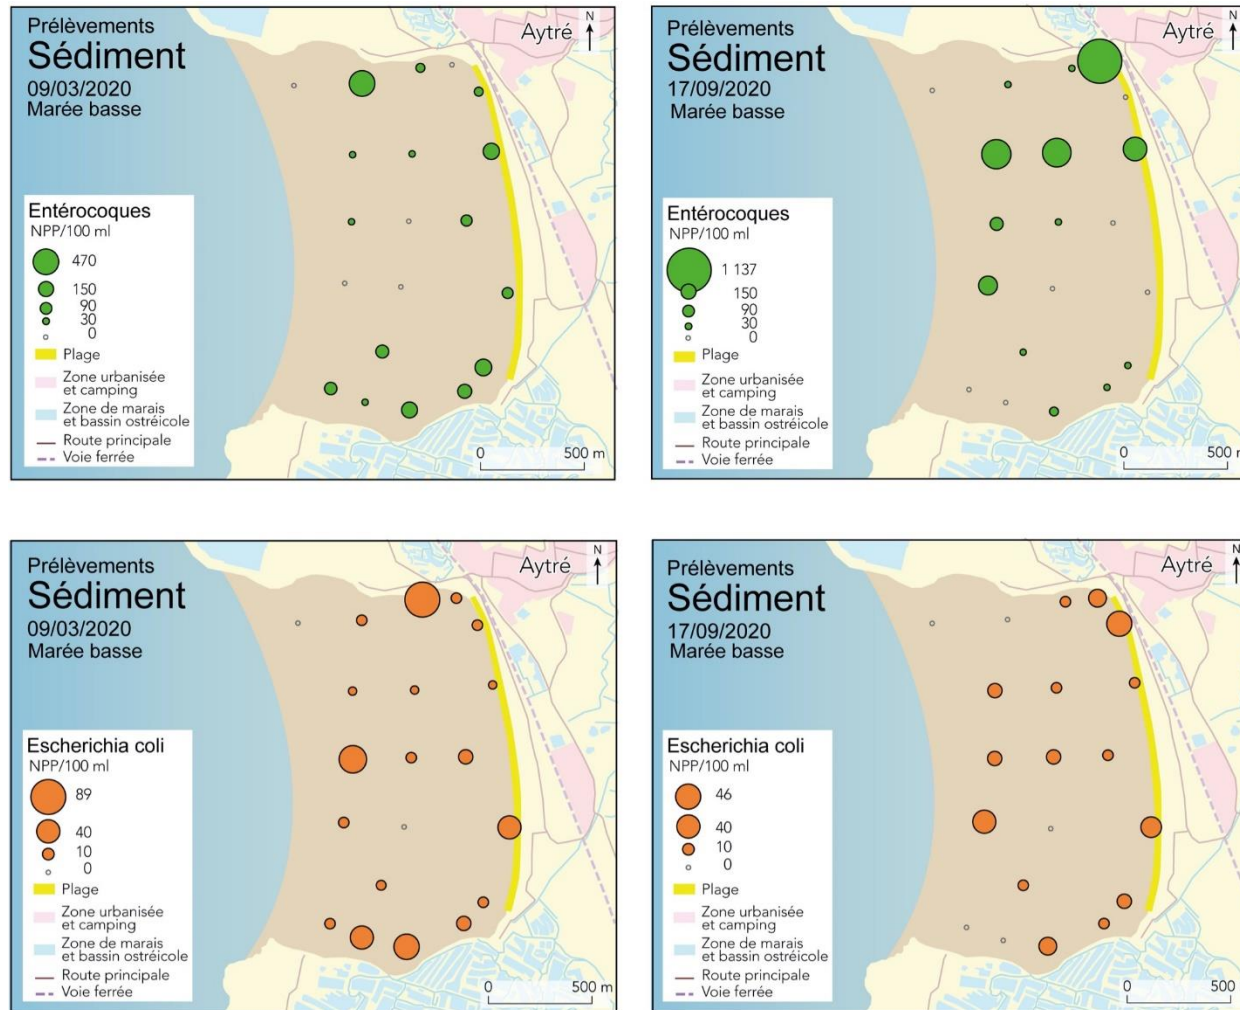 Prélèvements
Sédiment
09/03/2020
Marée basse
Aytré
N
Entérocoques
NPP/100 ml
470
150
90
30
0
Plage
Zone urbanisée
et camping
Zone de marais
et bassin ostréicole
Route principale
Voie ferrée
0 500 m
Prélèvements
Sédiment
17/09/2020
Marée basse
Aytré
N
Entérocoques
NPP/100 ml
1 137
150
90
30
0
Plage
Zone urbanisée
et camping
Zone de marais
et bassin ostréicole
Route principale
Voie ferrée
0 500 m
Prélèvements
Sédiment
09/03/2020
Marée basse
Aytré
N
Escherichia coli
NPP/100 ml
89
40
10
0
Plage
Zone urbanisée
et camping
Zone de marais
et bassin ostréicole
Route principale
Voie ferrée
0 500 m
Prélèvements
Sédiment
17/09/2020
Marée basse
Aytré
N
Escherichia coli
NPP/100 ml
46
40
10
0
Plage
Zone urbanisée
et camping
Zone de marais
et bassin ostréicole
Route principale
Voie ferrée
0 500